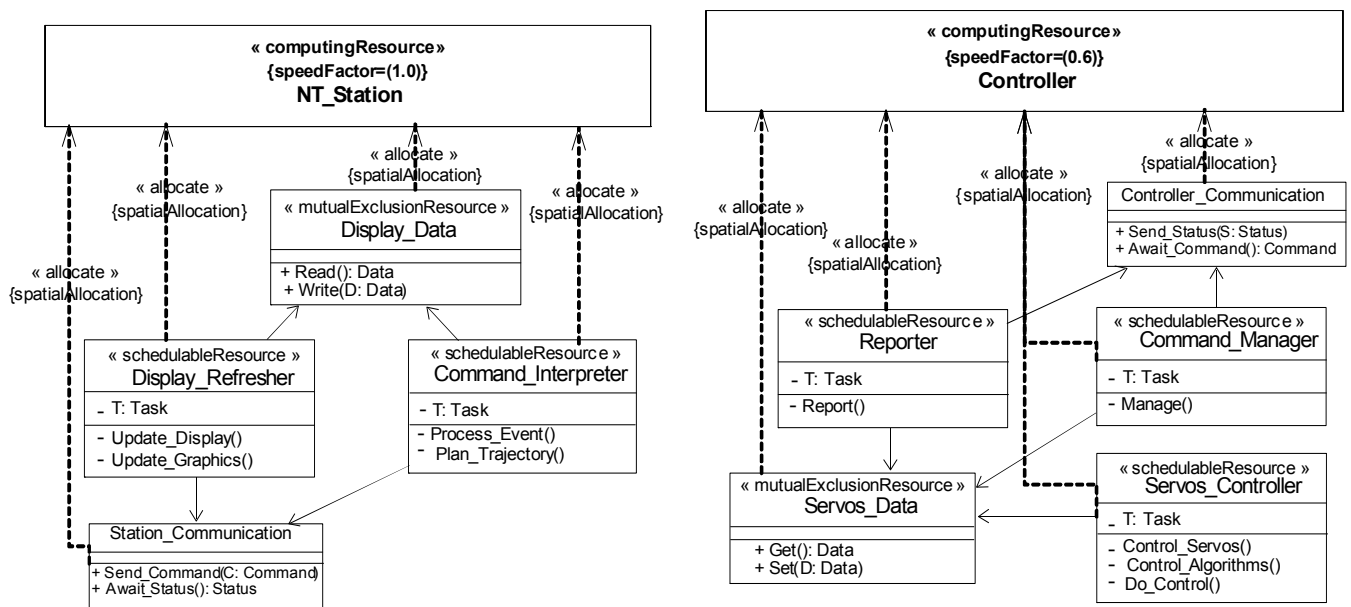 « computingResource»
{speedFactor=(1.0)}
NT_Station
« allocate »
{spatialAllocation}
« allocate »
{spatialAllocation}
« allocate »
{spatialAllocation}
« allocate »
{spatialAllocation}
« mutualExclusionResource »
Display_Data
+ Read(): Data
+ Write(D: Data)
« schedulableResource »
Display_Refresher
- T: Task
- Update_Display()
- Update_Graphics()
« schedulableResource »
Command_Interpreter
- T: Task
- Process_Event()
- Plan_Trajectory()
Station_Communication
+ Send_Command(C: Command)
+ Await_Status(): Status
« computingResource»
{speedFactor=(0.6)}
Controller
« allocate »
{spatialAllocation}
« allocate »
{spatialAllocation}
« allocate »
{spatialAllocation}
« allocate »
{spatialAllocation}
Controller_Communication
+ Send_Status(S: Status)
+ Await_Command(): Command
« schedulableResource »
Reporter
- T: Task
- Report()
« schedulableResource »
Command_Manager
- T: Task
- Manage()
« mutualExclusionResource »
Servos_Data
+ Get(): Data
+ Set(D: Data)
« schedulableResource »
Servos_Controller
- T: Task
- Control_Servos()
- Control_Algorithms()
- Do_Control()